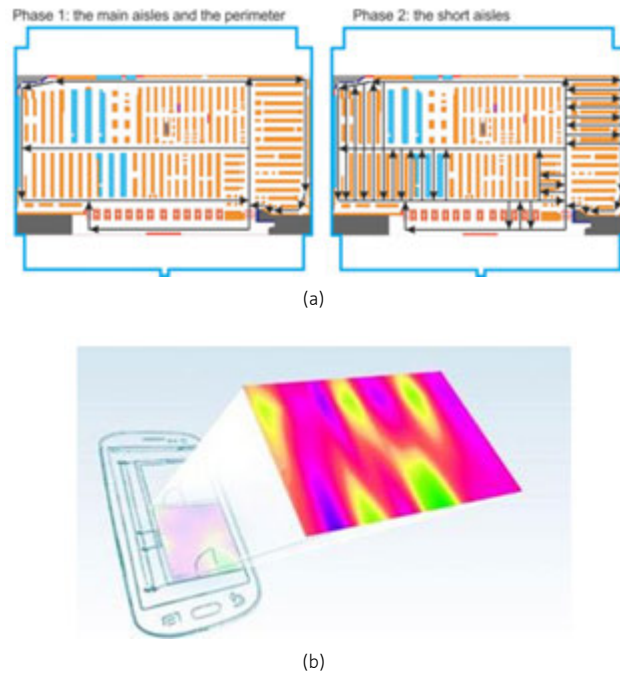 Phase 1: the main aisles and the perimeter
Phase 2: the short aisles
(a)
(b)